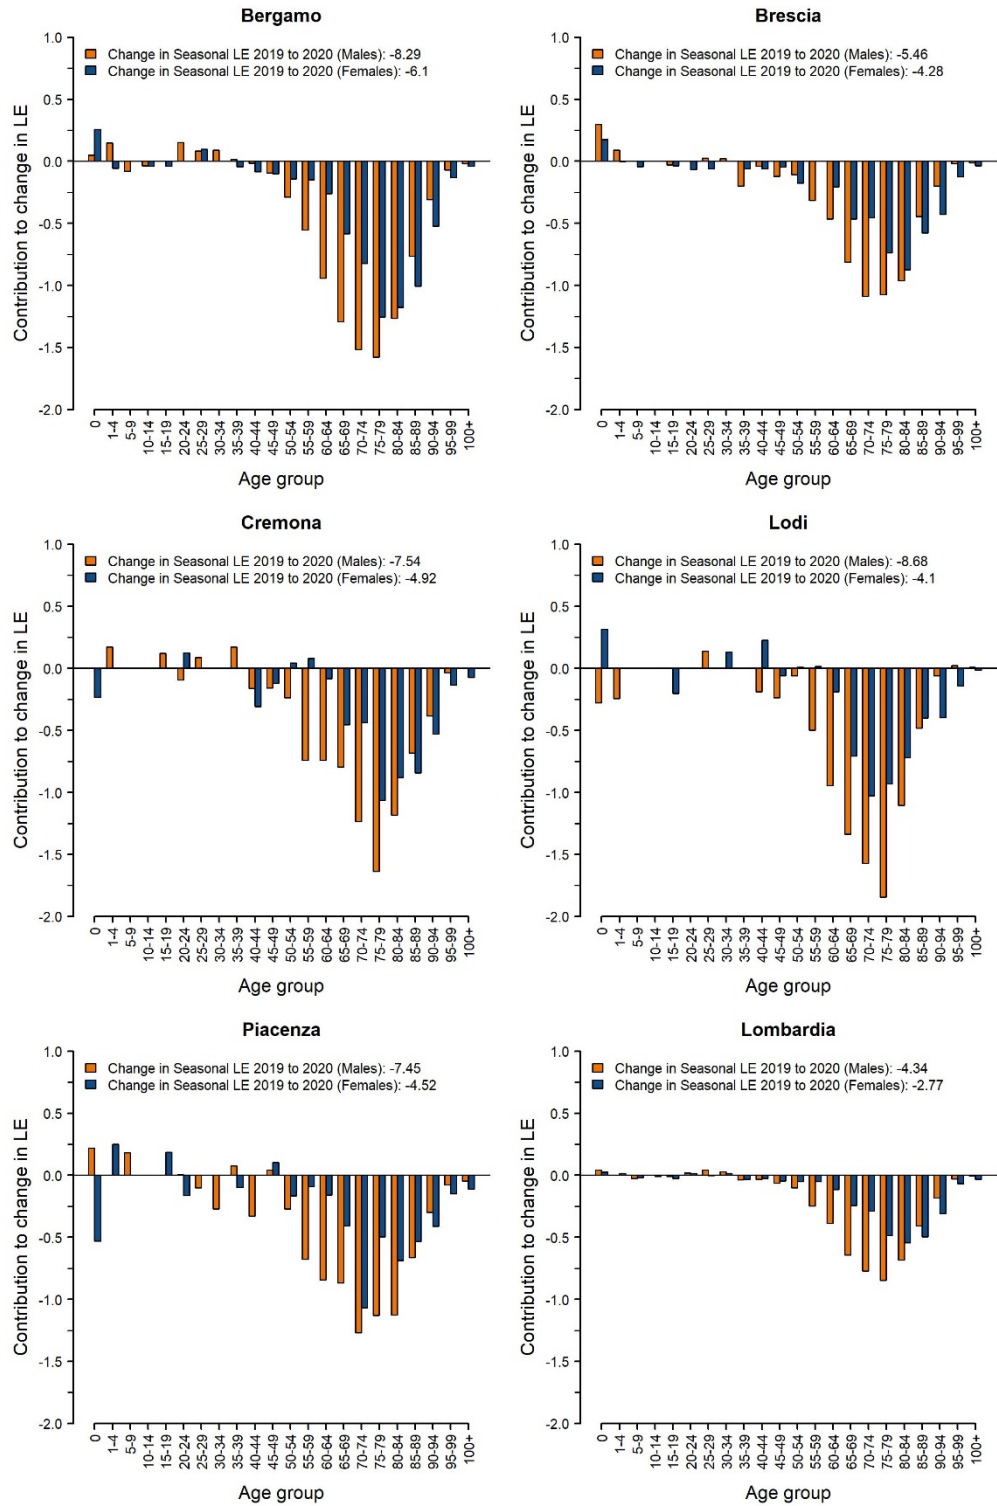 Bergamo
Change in Seasonal LE 2019 to 2020 (Males): -8.29
Change in Seasonal LE 2019 to 2020 (Females): -6.1
Contribution to change in LE
1.0
0.5
0.0
-0.5
-1.0
-1.5
-2.0
0 1-4 5-9 10-14 15-19 20-24 25-29 30-34 35-39 40-44 45-49 50-54 55-59 60-64 65-69 70-74 75-79 80-84 85-89 90-94 95-99 100+
Age group
Brescia
Change in Seasonal LE 2019 to 2020 (Males): -5.46
Change in Seasonal LE 2019 to 2020 (Females): -4.28
Contribution to change in LE
1.0
0.5
0.0
-0.5
-1.0
-1.5
-2.0
0 1-4 5-9 10-14 15-19 20-24 25-29 30-34 35-39 40-44 45-49 50-54 55-59 60-64 65-69 70-74 75-79 80-84 85-89 90-94 95-99 100+
Age group
Cremona
Change in Seasonal LE 2019 to 2020 (Males): -7.54
Change in Seasonal LE 2019 to 2020 (Females): -4.92
Contribution to change in LE
1.0
0.5
0.0
-0.5
-1.0
-1.5
-2.0
0 1-4 5-9 10-14 15-19 20-24 25-29 30-34 35-39 40-44 45-49 50-54 55-59 60-64 65-69 70-74 75-79 80-84 85-89 90-94 95-99 100+
Age group
Lodi
Change in Seasonal LE 2019 to 2020 (Males): -8.68
Change in Seasonal LE 2019 to 2020 (Females): -4.1
Contribution to change in LE
1.0
0.5
0.0
-0.5
-1.0
-1.5
-2.0
0 1-4 5-9 10-14 15-19 20-24 25-29 30-34 35-39 40-44 45-49 50-54 55-59 60-64 65-69 70-74 75-79 80-84 85-89 90-94 95-99 100+
Age group
Piacenza
Change in Seasonal LE 2019 to 2020 (Males): -7.45
Change in Seasonal LE 2019 to 2020 (Females): -4.52
Contribution to change in LE
1.0
0.5
0.0
-0.5
-1.0
-1.5
-2.0
0 1-4 5-9 10-14 15-19 20-24 25-29 30-34 35-39 40-44 45-49 50-54 55-59 60-64 65-69 70-74 75-79 80-84 85-89 90-94 95-99 100+
Age group
Lombardia
Change in Seasonal LE 2019 to 2020 (Males): -4.34
Change in Seasonal LE 2019 to 2020 (Females): -2.77
Contribution to change in LE
1.0
0.5
0.0
-0.5
-1.0
-1.5
-2.0
0 1-4 5-9 10-14 15-19 20-24 25-29 30-34 35-39 40-44 45-49 50-54 55-59 60-64 65-69 70-74 75-79 80-84 85-89 90-94 95-99 100+
Age group